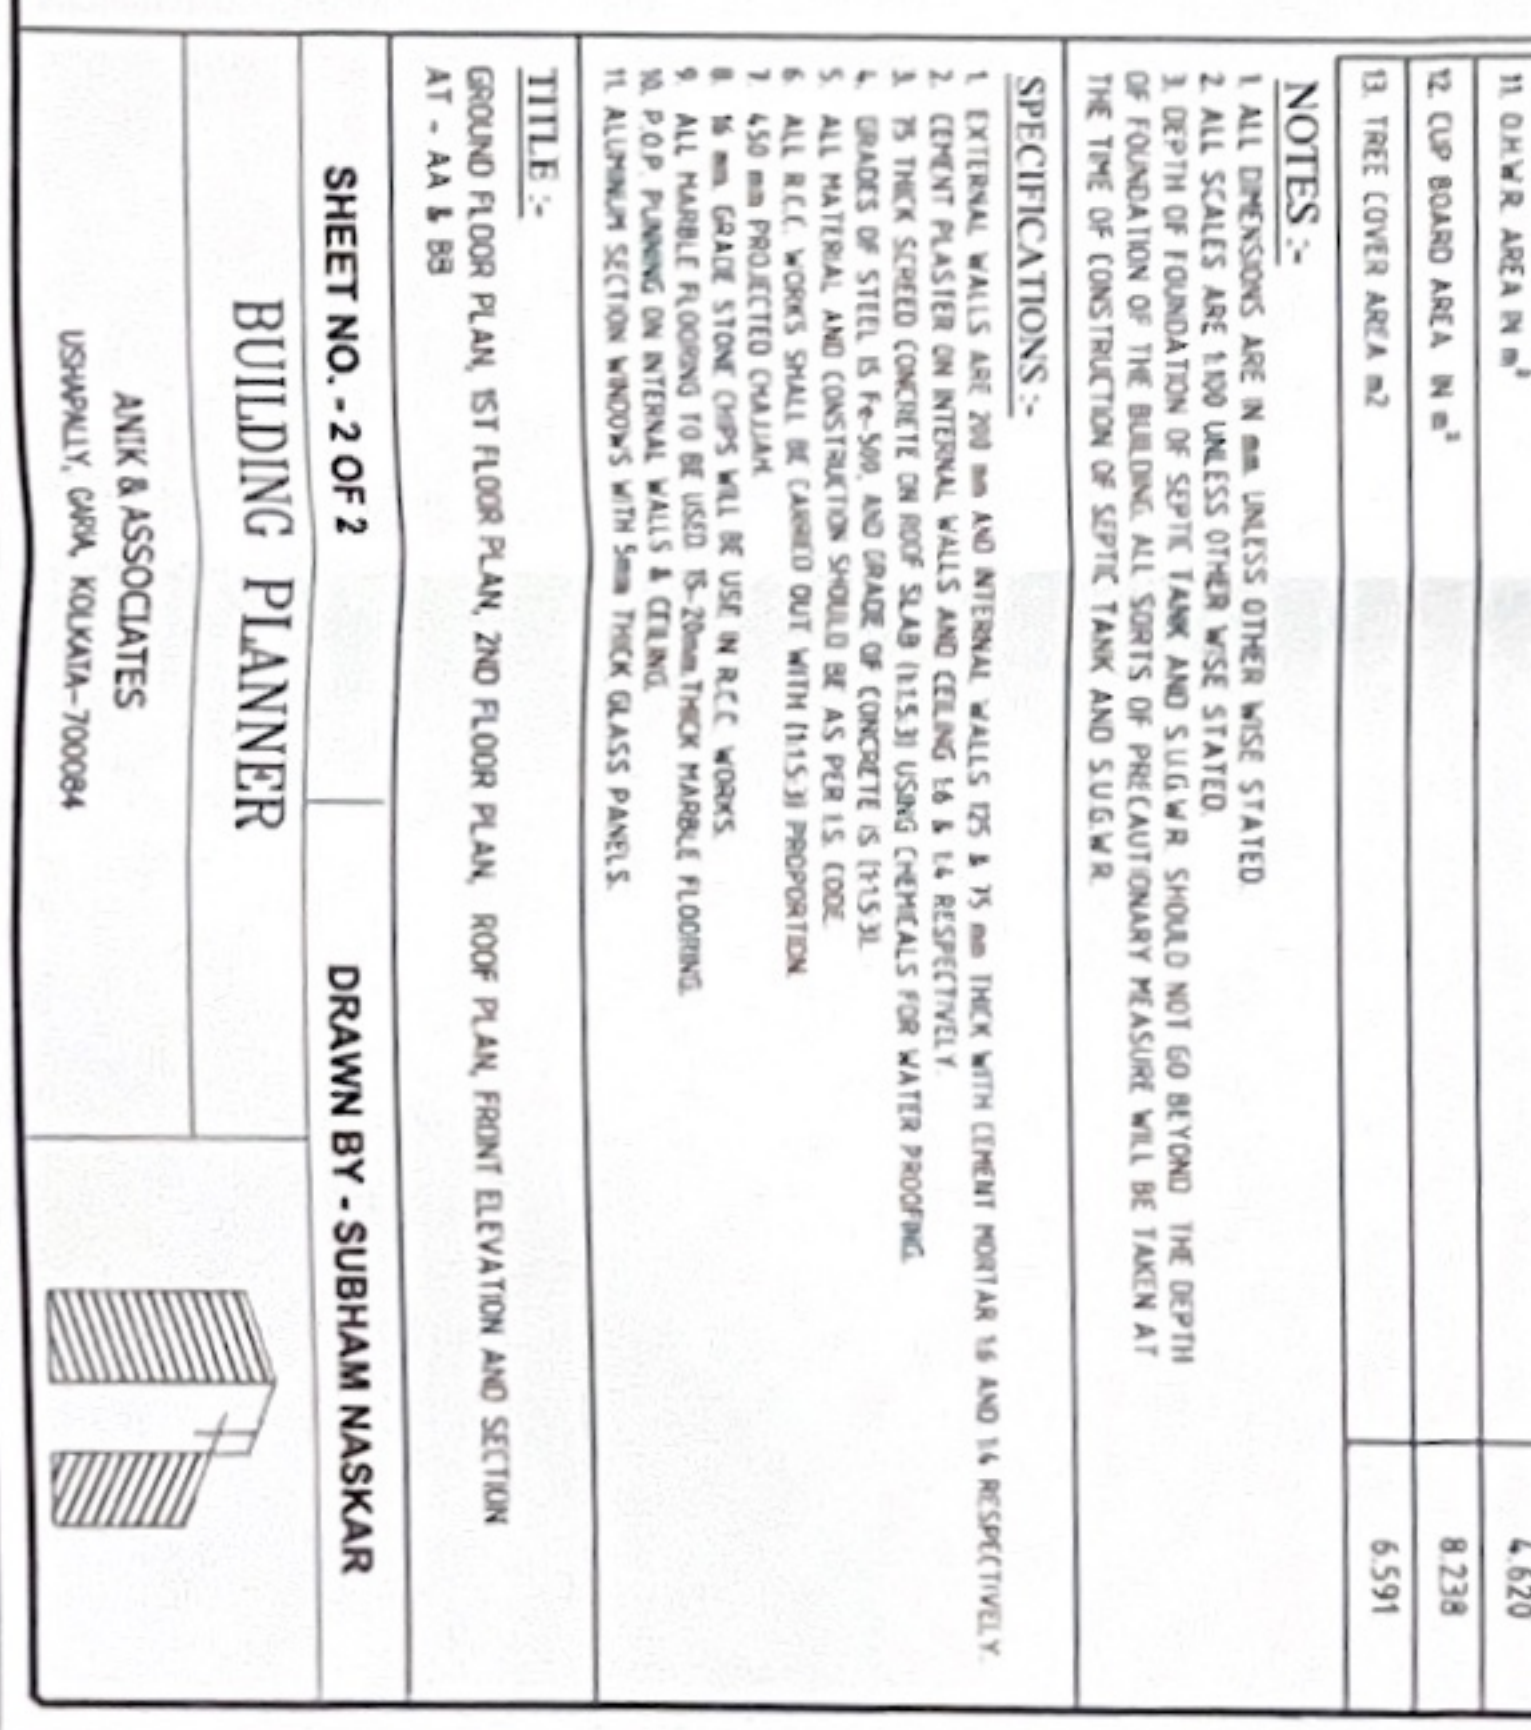 11. O.H.W.R. AREA IN m² 4.620
12. CUP BOARD AREA IN m² 8.238
13. TREE COVER AREA m2 6.591
NOTES :-
1. ALL DIMENSIONS ARE IN mm. UNLESS OTHER WISE STATED.
2. ALL SCALES ARE 1:100 UNLESS OTHER WISE STATED.
3. DEPTH OF FOUNDATION OF SEPTIC TANK AND S.U.G.W.R. SHOULD NOT GO BEYOND THE DEPTH
OF FOUNDATION OF THE BUILDING. ALL SORTS OF PRECAUTIONARY MEASURE WILL BE TAKEN AT
THE TIME OF CONSTRUCTION OF SEPTIC TANK AND S.U.G.W.R.
SPECIFICATIONS :-
1. EXTERNAL WALLS ARE 200 mm AND INTERNAL WALLS 125 & 75 mm THICK WITH CEMENT MORTAR 1:6 AND 1:4 RESPECTIVELY.
2. CEMENT PLASTER ON INTERNAL WALLS AND CEILING 1:6 & 1:4 RESPECTIVELY.
3. 75 THICK SCREED CONCRETE ON ROOF SLAB (1:1.5:3) USING CHEMICALS FOR WATER PROOFING.
4. GRADES OF STEEL IS Fe-500, AND GRADE OF CONCRETE IS (1:1.5:3).
5. ALL MATERIAL AND CONSTRUCTION SHOULD BE AS PER I.S. CODE.
6. ALL R.C.C. WORKS SHALL BE CARRIED OUT WITH (1:1.5:3) PROPORTION.
7. 450 mm PROJECTED CHAJJAH.
8. 16 mm. GRADE STONE CHIPS WILL BE USE IN R.C.C. WORKS.
9. ALL MARBLE FLOORING TO BE USED 15-20mm. THICK MARBLE FLOORING.
10. P.O.P. PUNNING ON INTERNAL WALLS & CEILING.
11. ALUMINUM SECTION WINDOWS WITH 5mm THICK GLASS PANELS.
TITLE :-
GROUND FLOOR PLAN, 1ST FLOOR PLAN, 2ND FLOOR PLAN, ROOF PLAN, FRONT ELEVATION AND SECTION
AT - AA & BB
SHEET NO. - 2 OF 2 DRAWN BY - SUBHAM NASKAR
BUILDING PLANNER
ANIK & ASSOCIATES
USHAPALLY, GARIA, KOLKATA-700084